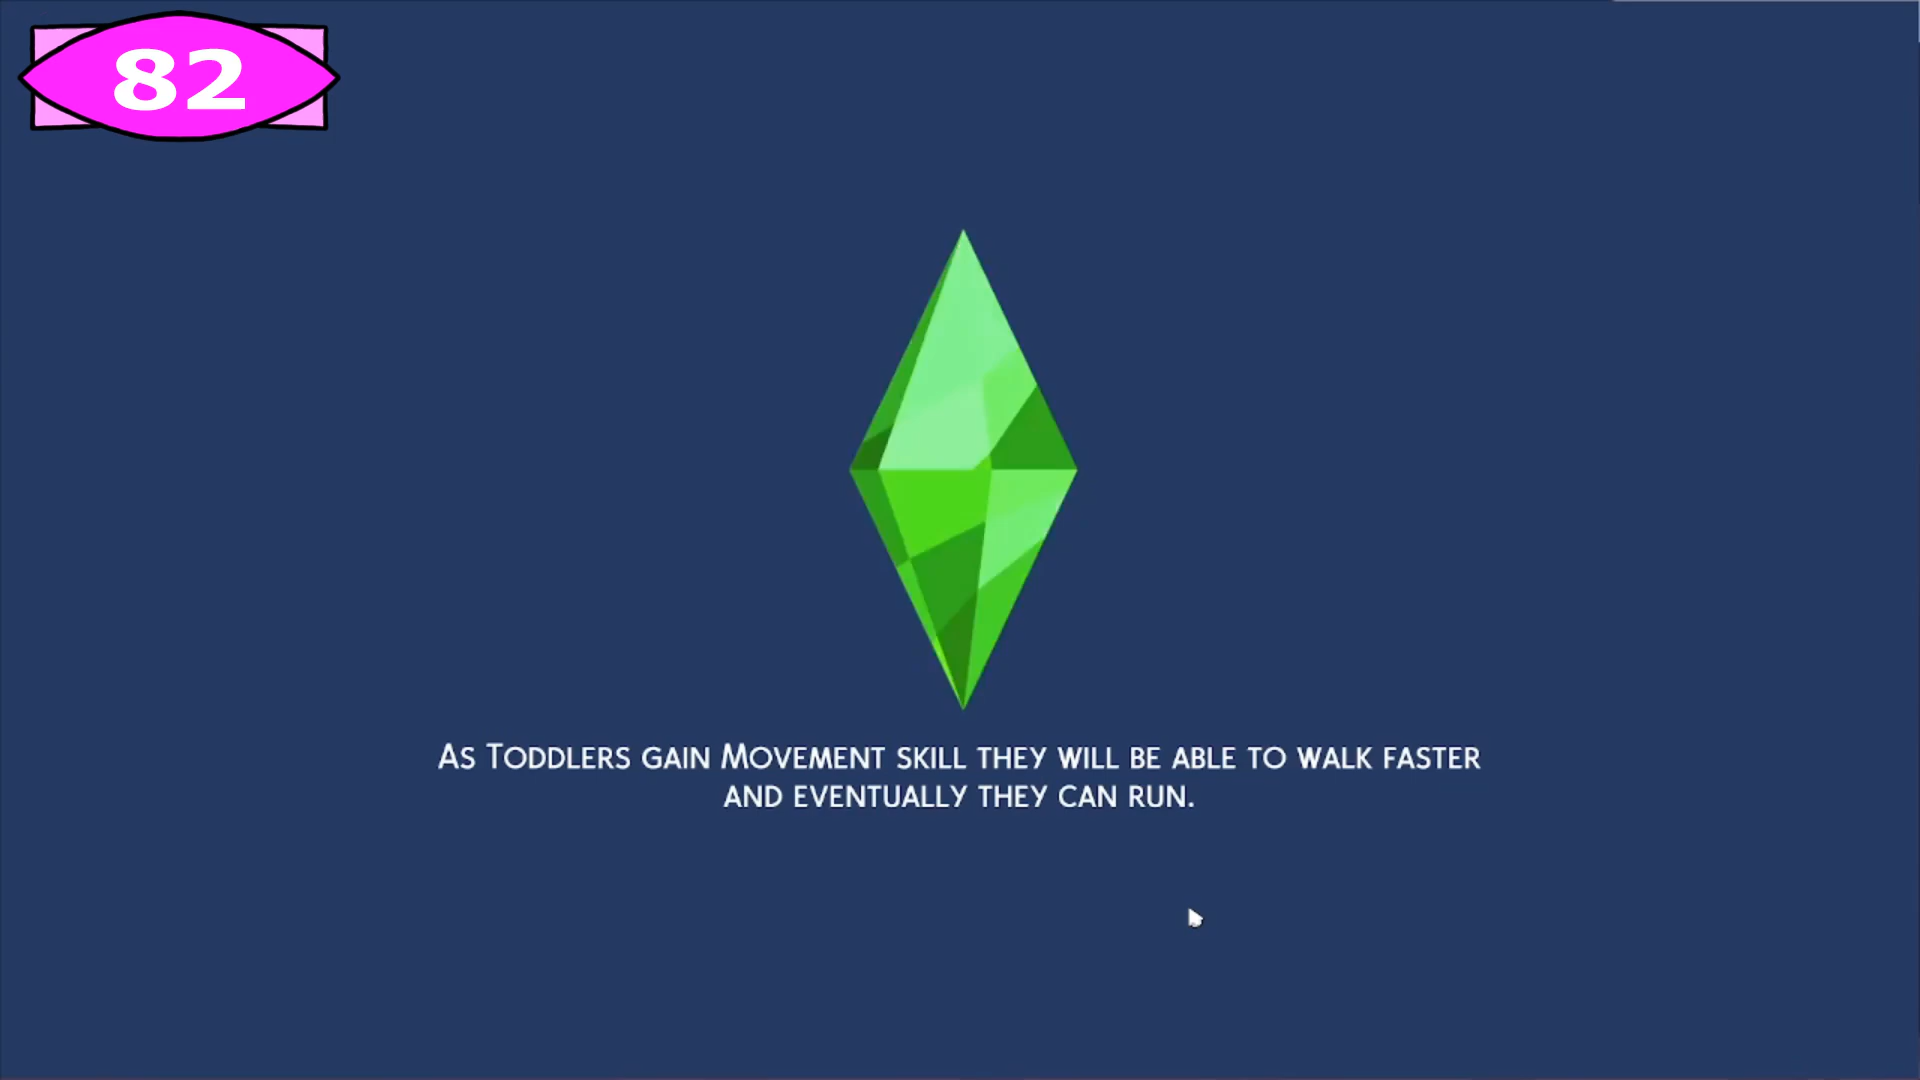 82
As Toddlers gain Movement skill they will be able to walk faster
and eventually they can run.